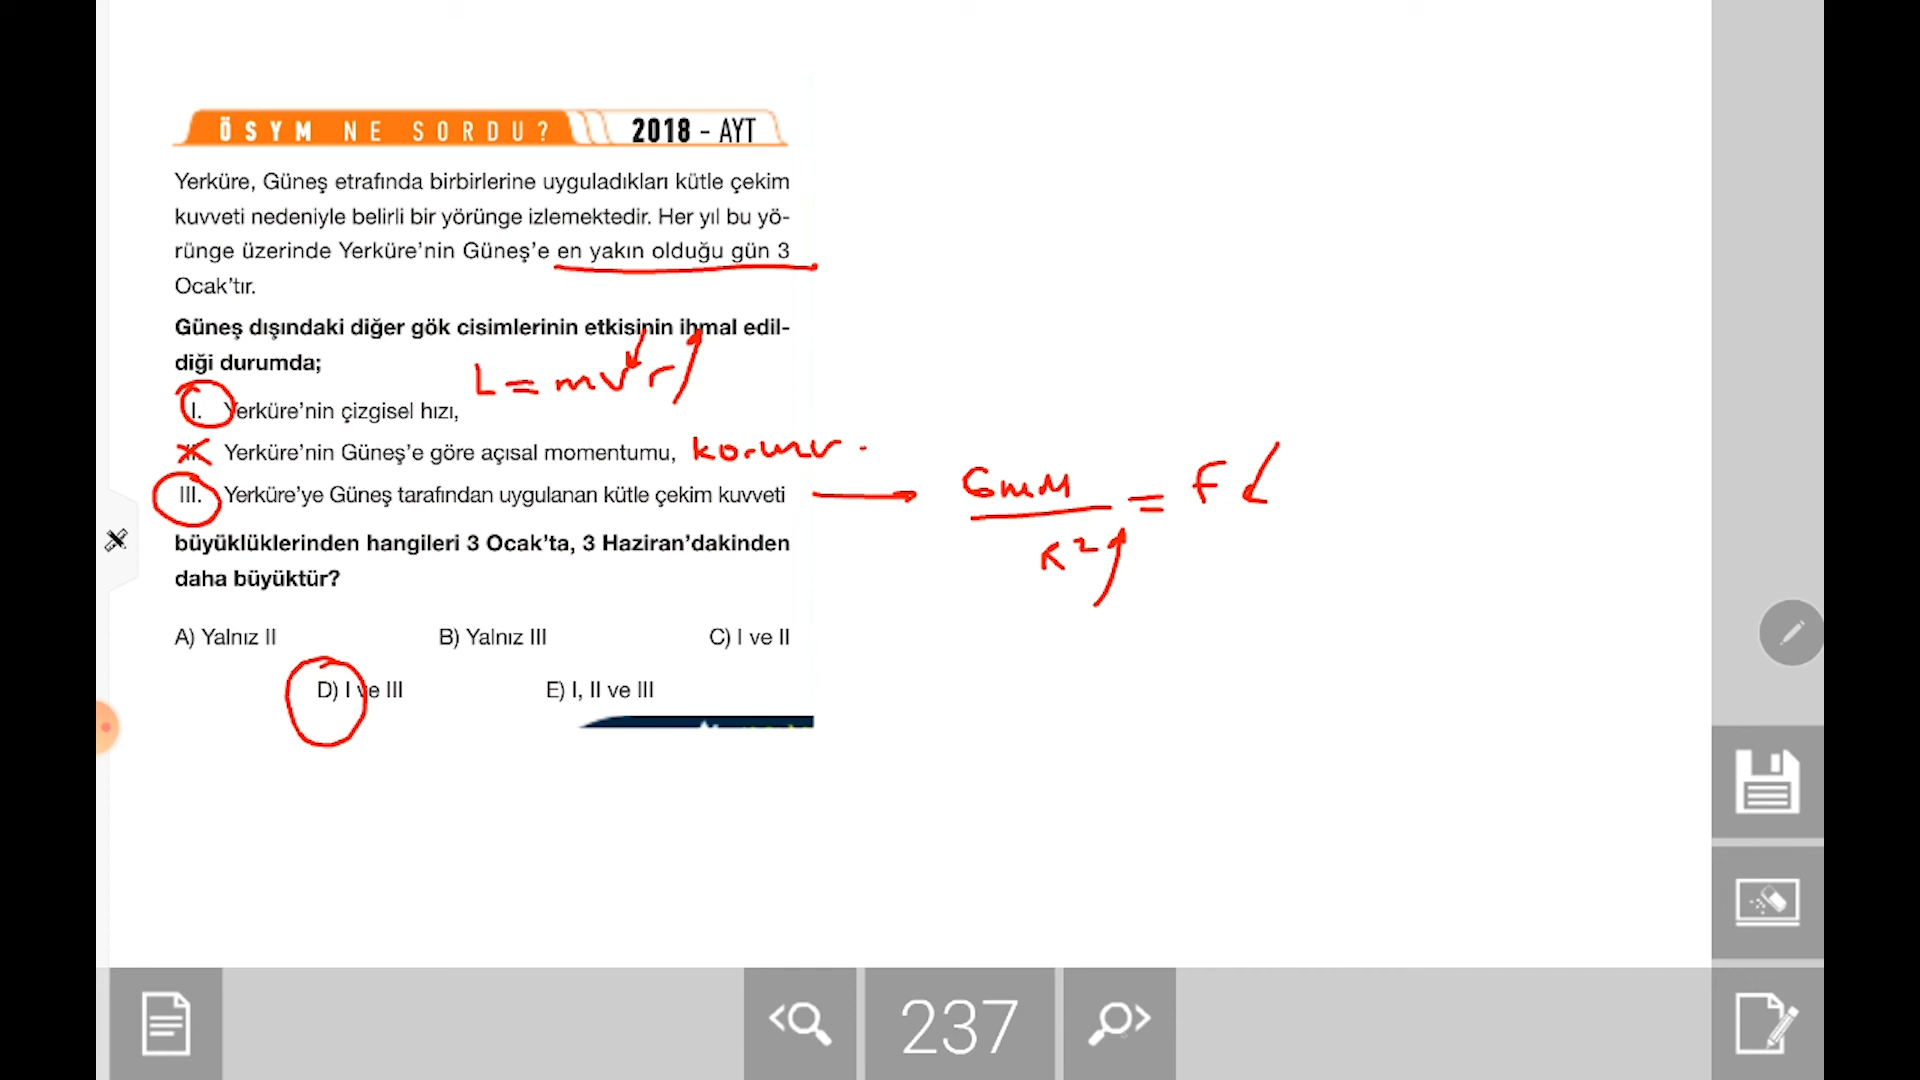 ÖSYM NE SORDU? 2018 - AYT
Yerküre, Güneş etrafında birbirlerine uyguladıkları kütle çekim
kuvveti nedeniyle belirli bir yörünge izlemektedir. Her yıl bu yö-
rünge üzerinde Yerküre'nin Güneş'e en yakın olduğu gün 3
Ocak'tır.
Güneş dışındaki diğer gök cisimlerinin etkisinin ihmal edil-
diği durumda;
L = mvr
I. Yerküre'nin çizgisel hızı,
II. Yerküre'nin Güneş'e göre açısal momentumu, korunur.
III. Yerküre'ye Güneş tarafından uygulanan kütle çekim kuvveti
GmM / R² = F
büyüklüklerinden hangileri 3 Ocak'ta, 3 Haziran'dakinden
daha büyüktür?
A) Yalnız II B) Yalnız III C) I ve II
D) I ve III E) I, II ve III
237